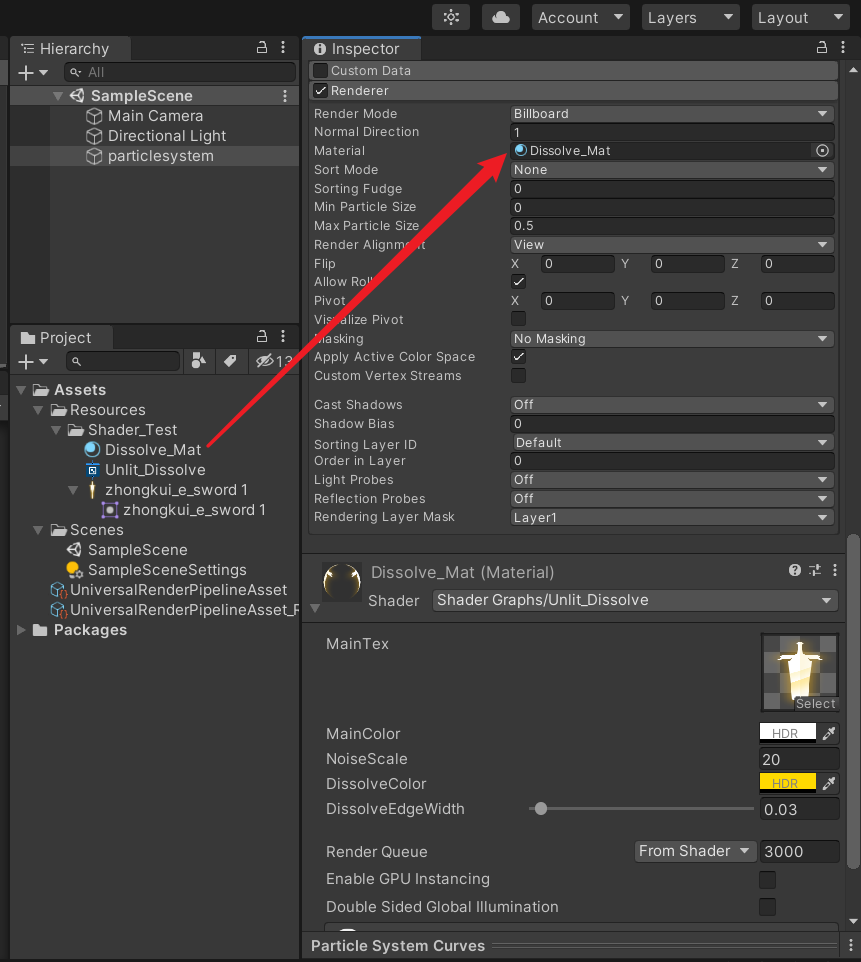 Account
Layers
Layout
Hierarchy
All
SampleScene
Main Camera
Directional Light
particlesystem
Project
13
Assets
Resources
Shader_Test
Dissolve_Mat
Unlit_Dissolve
zhongkui_e_sword 1
zhongkui_e_sword 1
Scenes
SampleScene
SampleSceneSettings
UniversalRenderPipelineAsset
UniversalRenderPipelineAsset_R
Packages
Inspector
Custom Data
Renderer
Render Mode Billboard
Normal Direction 1
Material Dissolve_Mat
Sort Mode None
Sorting Fudge 0
Min Particle Size 0
Max Particle Size 0.5
Render Alignment View
Flip X 0 Y 0 Z 0
Allow Roll
Pivot X 0 Y 0 Z 0
Visualize Pivot
Masking No Masking
Apply Active Color Space
Custom Vertex Streams
Cast Shadows Off
Shadow Bias 0
Sorting Layer ID Default
Order in Layer 0
Light Probes Off
Reflection Probes Off
Rendering Layer Mask Layer1
Dissolve_Mat (Material)
Shader Shader Graphs/Unlit_Dissolve
MainTex
Select
MainColor HDR
NoiseScale 20
DissolveColor HDR
DissolveEdgeWidth 0.03
Render Queue From Shader 3000
Enable GPU Instancing
Double Sided Global Illumination
Particle System Curves